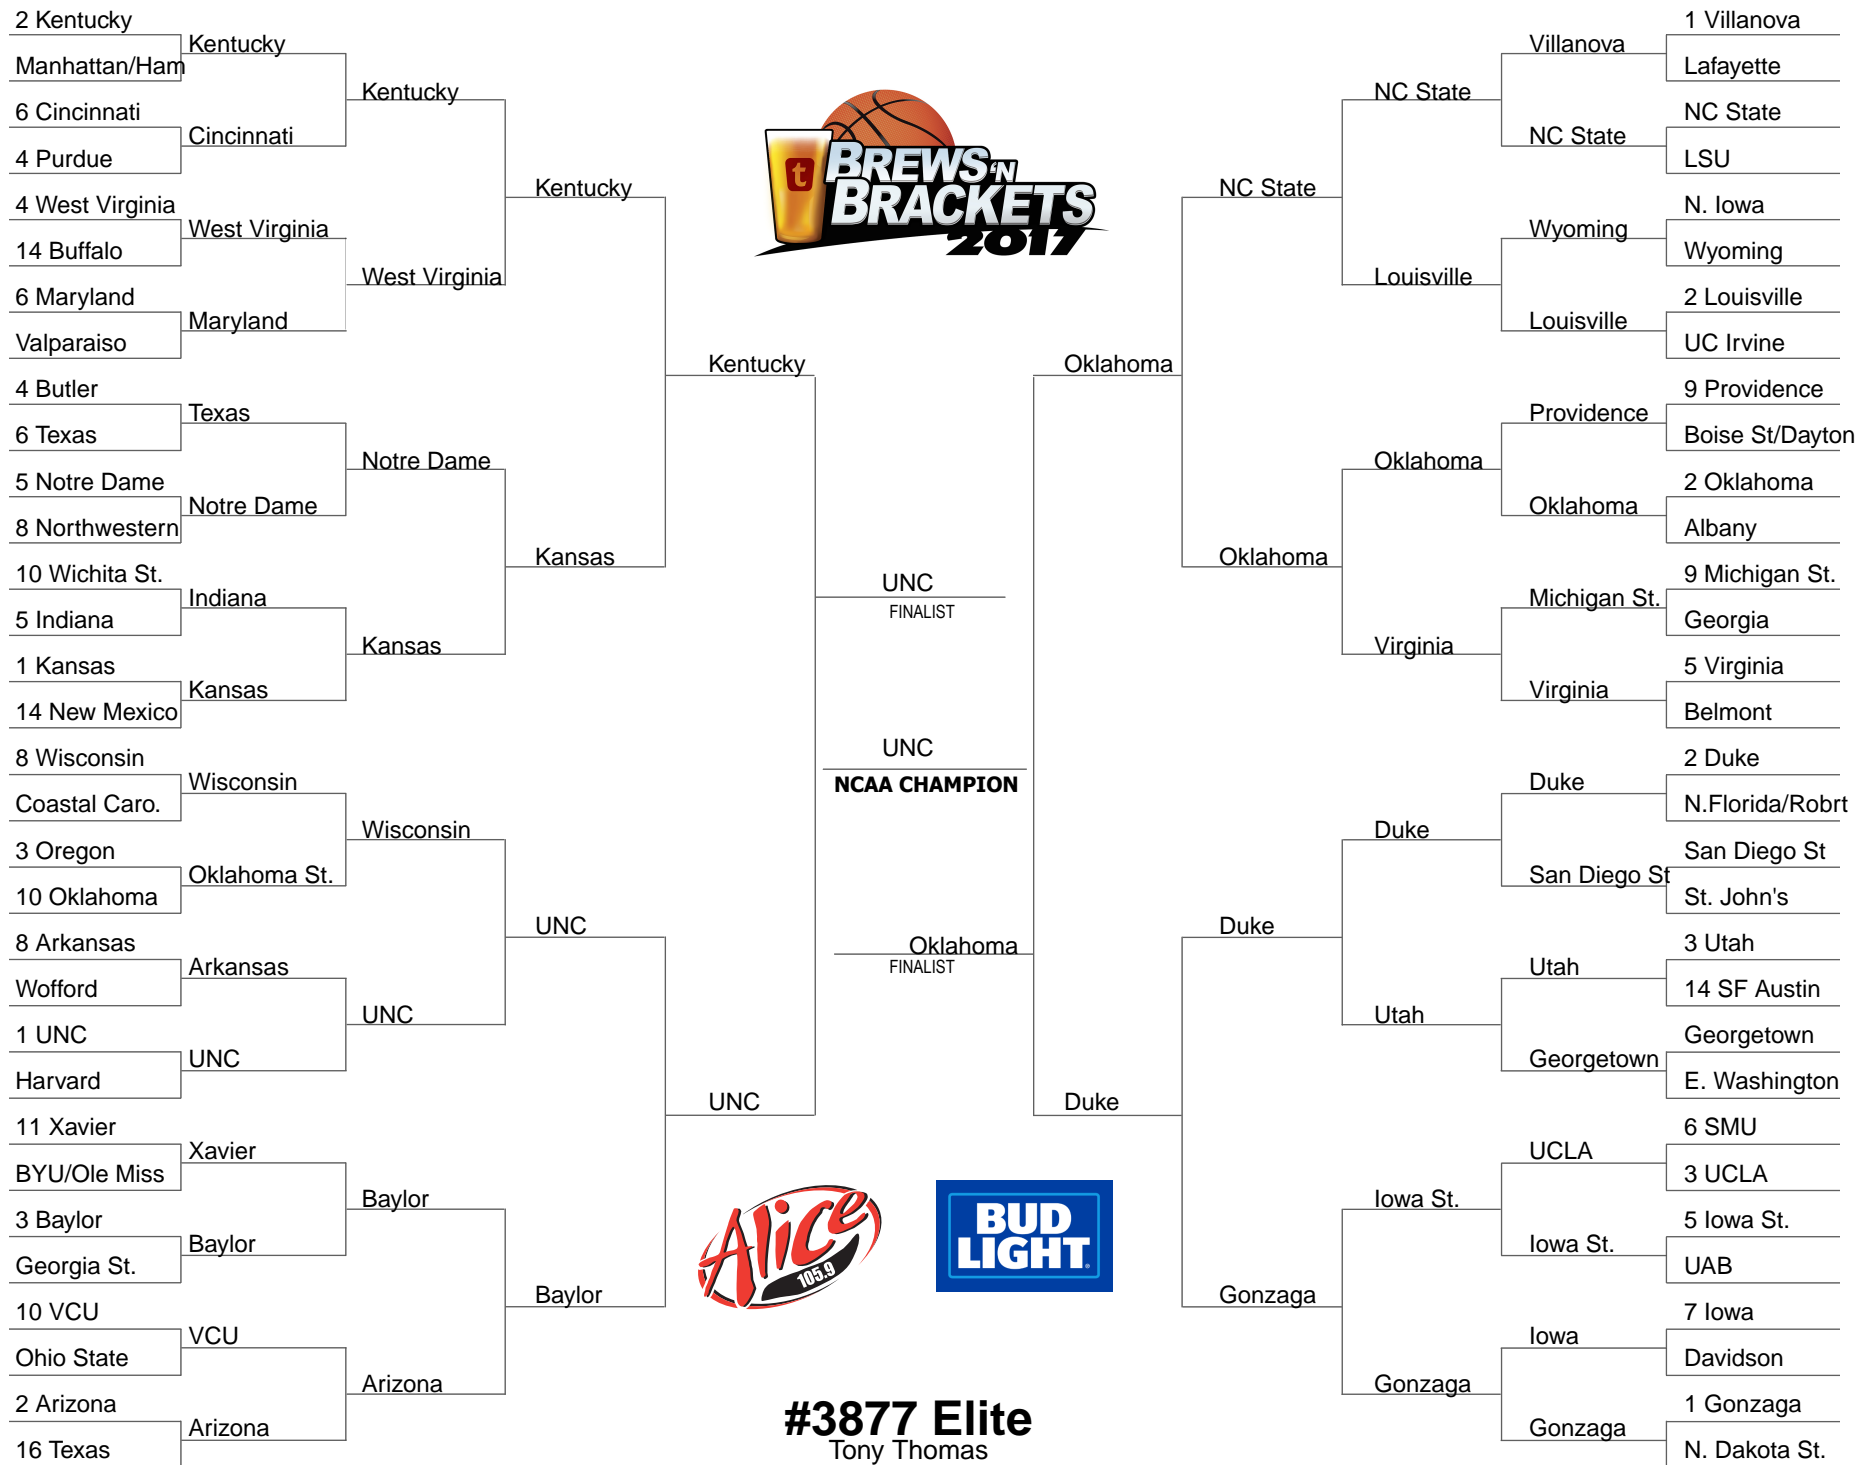 2 Kentucky
Manhattan/Ham
6 Cincinnati
4 Purdue
4 West Virginia
14 Buffalo
6 Maryland
Valparaiso
4 Butler
6 Texas
5 Notre Dame
8 Northwestern
10 Wichita St.
5 Indiana
1 Kansas
14 New Mexico
8 Wisconsin
Coastal Caro.
3 Oregon
10 Oklahoma
8 Arkansas
Wofford
1 UNC
Harvard
11 Xavier
BYU/Ole Miss
3 Baylor
Georgia St.
10 VCU
Ohio State
2 Arizona
16 Texas
Kentucky
Cincinnati
West Virginia
Maryland
Texas
Notre Dame
Indiana
Kansas
Wisconsin
Oklahoma St.
Arkansas
UNC
Xavier
Baylor
VCU
Arizona
Kentucky
West Virginia
Notre Dame
Kansas
Wisconsin
UNC
Baylor
Arizona
Kentucky
Kansas
UNC
Baylor
Kentucky
UNC
t
BREWS 'N
BRACKETS
2017
UNC
FINALIST
UNC
NCAA CHAMPION
Oklahoma
FINALIST
Alice
105.9
BUD
LIGHT.
#3877 Elite
Tony Thomas
Oklahoma
Duke
NC State
Oklahoma
Duke
Gonzaga
NC State
Louisville
Oklahoma
Virginia
Duke
Utah
Iowa St.
Gonzaga
Villanova
NC State
Wyoming
Louisville
Providence
Oklahoma
Michigan St.
Virginia
Duke
San Diego St
Utah
Georgetown
UCLA
Iowa St.
Iowa
Gonzaga
1 Villanova
Lafayette
NC State
LSU
N. Iowa
Wyoming
2 Louisville
UC Irvine
9 Providence
Boise St/Dayton
2 Oklahoma
Albany
9 Michigan St.
Georgia
5 Virginia
Belmont
2 Duke
N.Florida/Robrt
San Diego St
St. John's
3 Utah
14 SF Austin
Georgetown
E. Washington
6 SMU
3 UCLA
5 Iowa St.
UAB
7 Iowa
Davidson
1 Gonzaga
N. Dakota St.